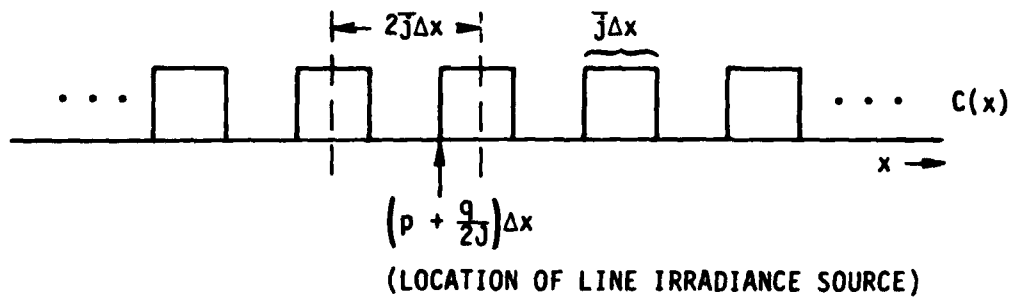 2j̅Δx
j̅Δx
• • •
• • •
C(x)
x →
(p + q/2J)Δx
(LOCATION OF LINE IRRADIANCE SOURCE)